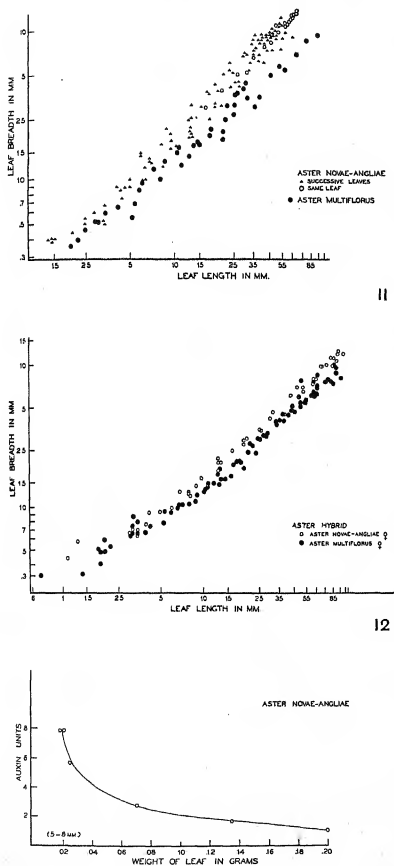 LEAF BREADTH IN MM
10
5
2.5
1.5
1.0
.7
.5
.3
ASTER NOVAE-ANGLIAE
▲ SUCCESSIVE LEAVES
○ SAME LEAF
● ASTER MULTIFLORUS
1.5 2.5 5 10 15 25 35 55 85
LEAF LENGTH IN MM.
11
LEAF BREADTH IN MM
15
10
5
2.5
1.5
10
7
.5
.3
ASTER HYBRID
○ ASTER NOVAE-ANGLIAE ♀
● ASTER MULTIFLORUS ♀
.6 1 1.5 2.5 5 10 15 25 35 55 85
LEAF LENGTH IN MM
12
AUXIN UNITS
8
6
4
2
ASTER NOVAE-ANGLIAE
(5-8 MM)
.02 .04 .06 .08 .10 .12 .14 .16 .18 .20
WEIGHT OF LEAF IN GRAMS